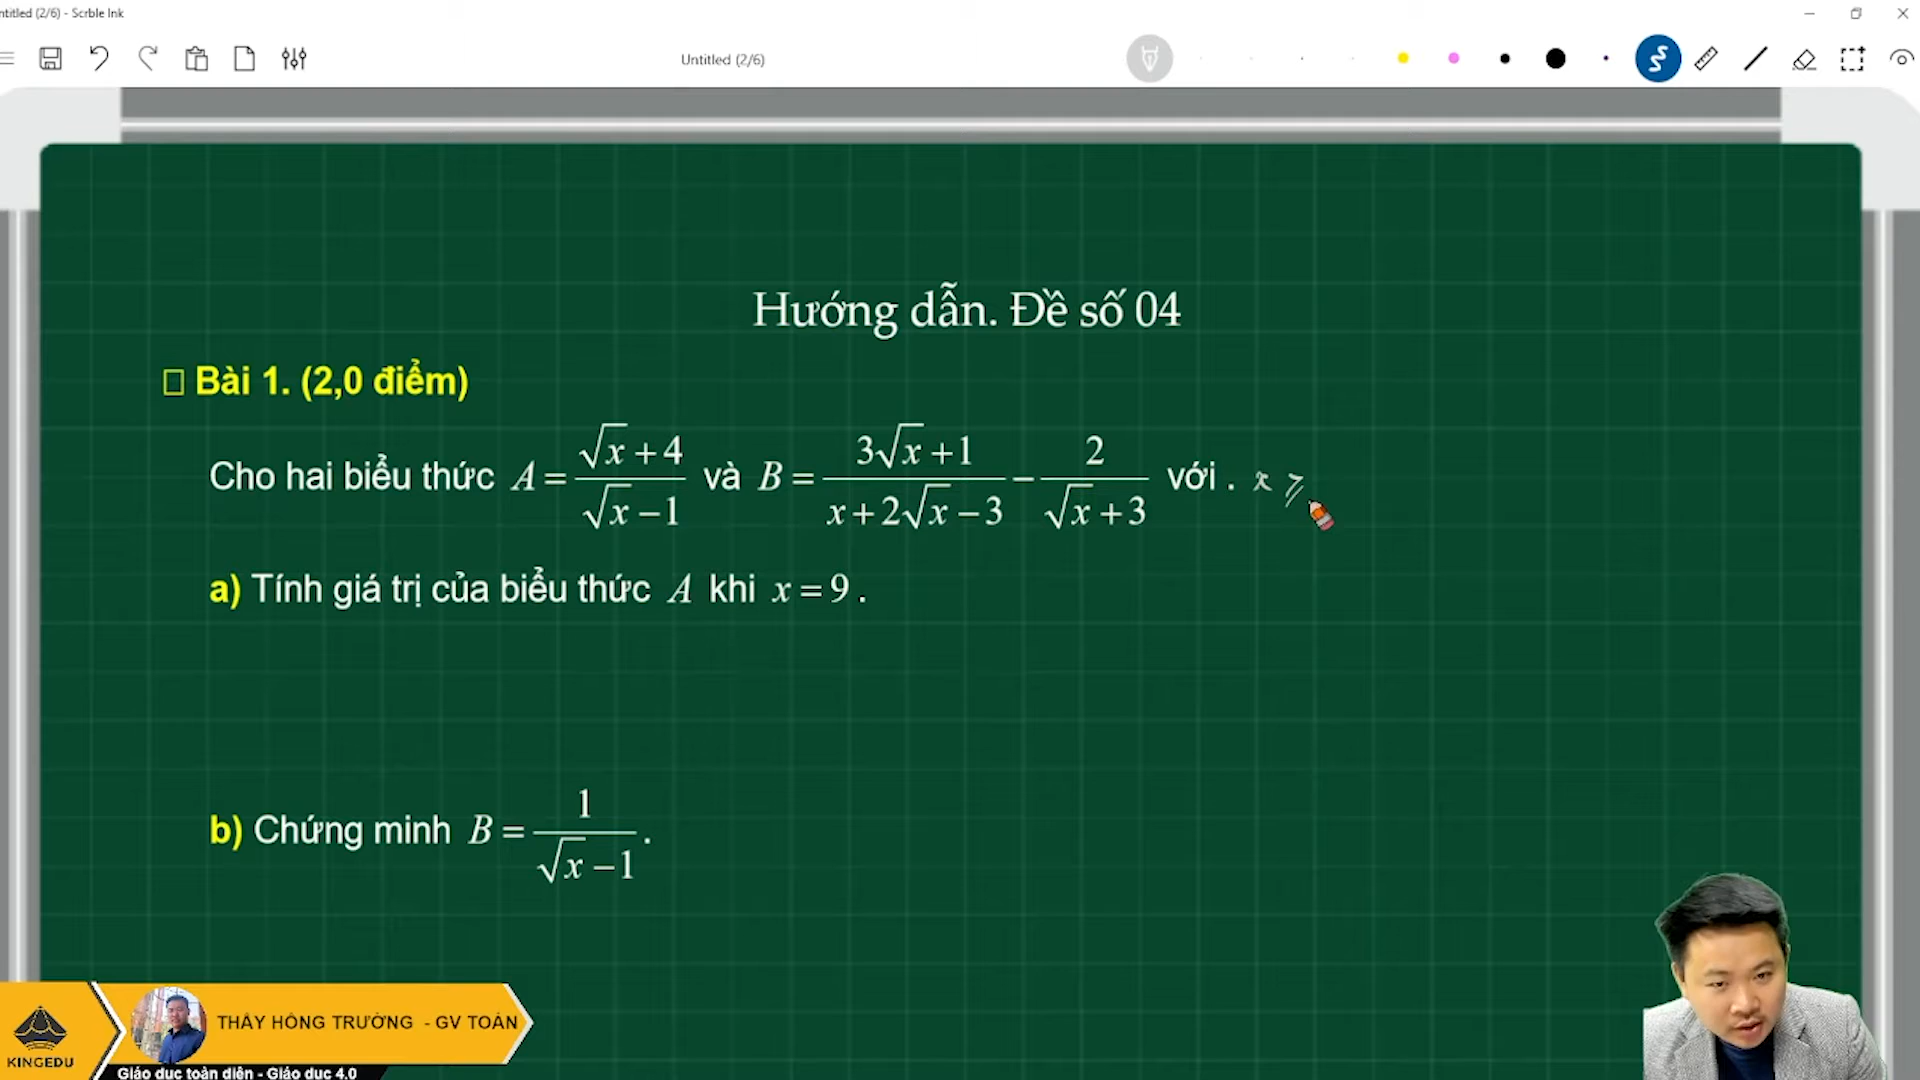 ntitled (2/6) - Scrble Ink
Untitled (2/6)
Hướng dẫn. Đề số 04
Bài 1. (2,0 điểm)
Cho hai biểu thức A = (√x + 4)/(√x − 1) và B = (3√x + 1)/(x + 2√x − 3) − 2/(√x + 3) với . x ⩾
a) Tính giá trị của biểu thức A khi x = 9 .
b) Chứng minh B = 1/(√x − 1) .
THẦY HỒNG TRƯỜNG - GV TOÁN
KINGEDU
Giáo dục toàn diện - Giáo dục 4.0